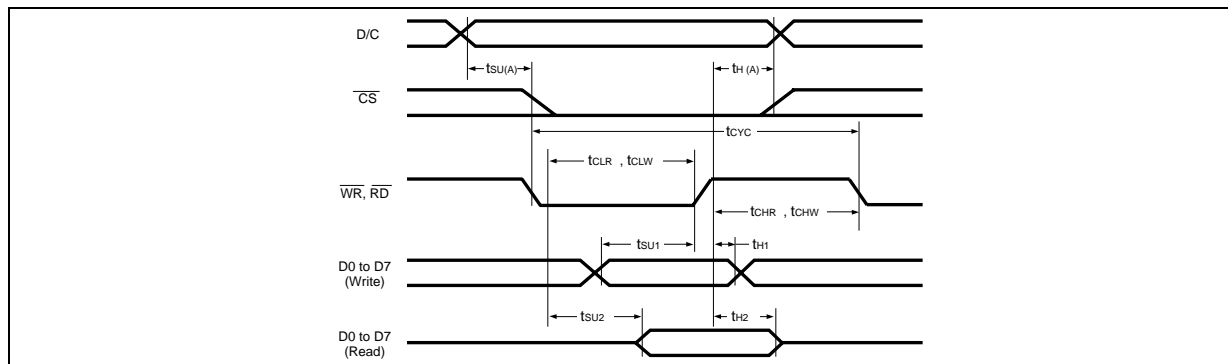 D/C
tSU(A)
tH (A)
CS
tCYC
tCLR , tCLW
WR, RD
tCHR , tCHW
tSU1
tH1
D0 to D7
(Write)
tSU2
tH2
D0 to D7
(Read)